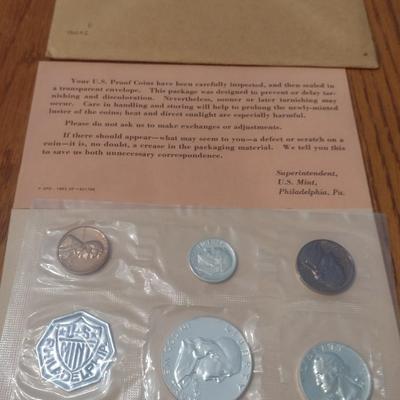 Your U.S. Proof Coins have been carefully inspected, and then sealed in
a transparent envelope. This package was designed to prevent or delay tar-
nishing and discoloration. Nevertheless, sooner or later tarnishing may
occur. Care in handling and storing will help to prolong the newly-minted
luster of the coins; heat and direct sunlight are especially harmful.
Please do not ask us to make exchanges or adjustments.
If there should appear—what may seem to you—a defect or scratch on a
coin—it is, no doubt, a crease in the packaging material. We tell you this
to save us both unnecessary correspondence.
Superintendent,
U.S. Mint,
Philadelphia, Pa.
U.S.
PHILADELPHIA